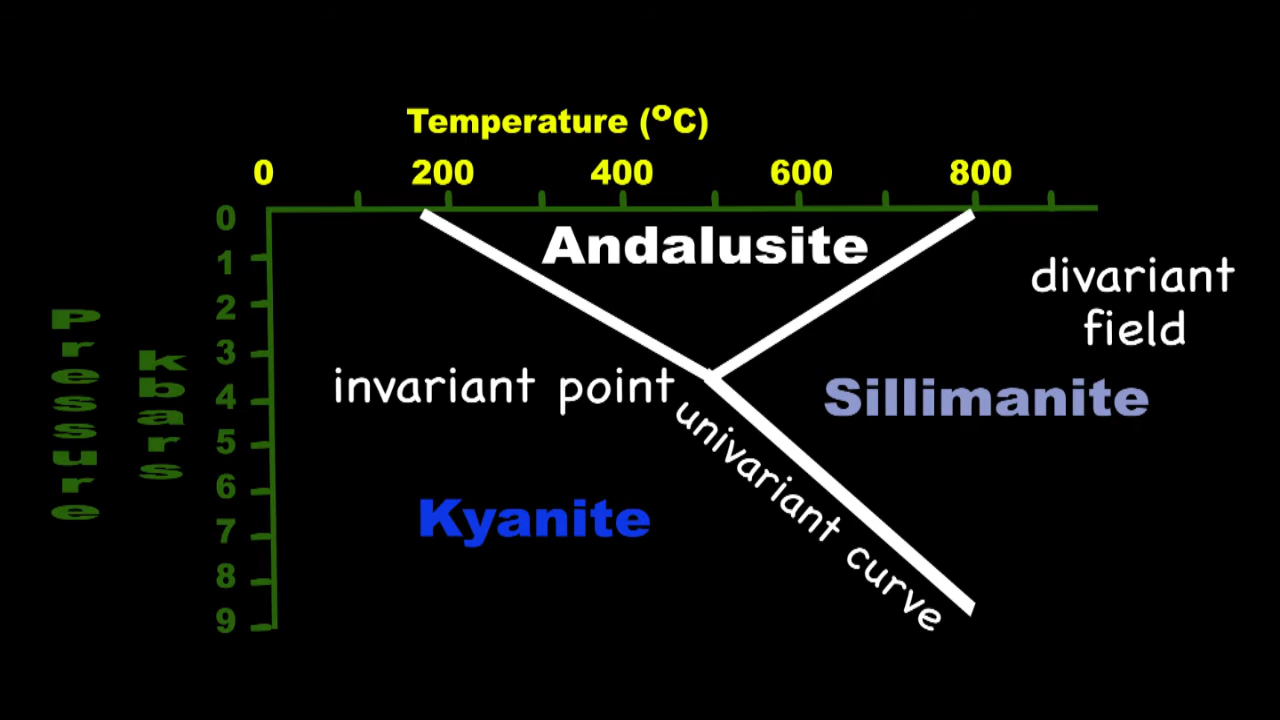 Temperature (°C)
0 200 400 600 800
0
1
2
3
4
5
6
7
8
9
Pressure
kbars
Andalusite
divariant
field
invariant point
Sillimanite
univariant curve
Kyanite